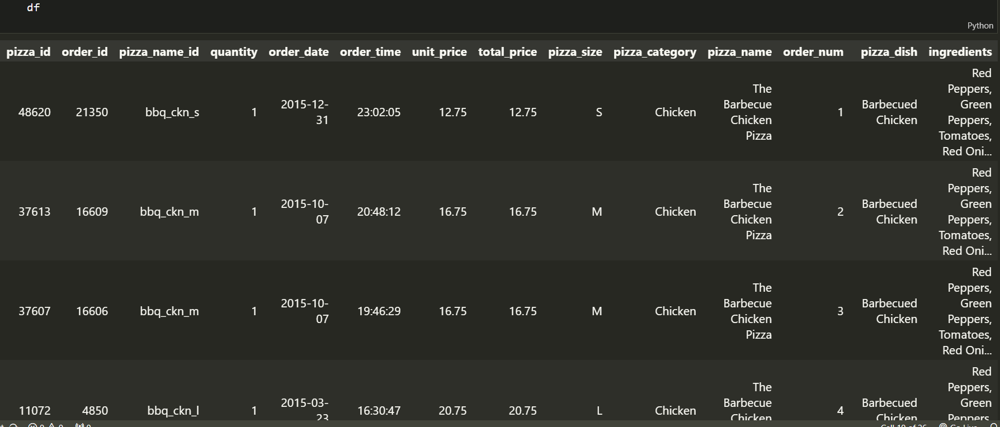 df
Python
pizza_id order_id pizza_name_id quantity order_date order_time unit_price total_price pizza_size pizza_category pizza_name order_num pizza_dish ingredients
48620 21350 bbq_ckn_s 1 2015-12-31 23:02:05 12.75 12.75 S Chicken The Barbecue Chicken Pizza 1 Barbecued Chicken Red Peppers, Green Peppers, Tomatoes, Red Oni...
37613 16609 bbq_ckn_m 1 2015-10-07 20:48:12 16.75 16.75 M Chicken The Barbecue Chicken Pizza 2 Barbecued Chicken Red Peppers, Green Peppers, Tomatoes, Red Oni...
37607 16606 bbq_ckn_m 1 2015-10-07 19:46:29 16.75 16.75 M Chicken The Barbecue Chicken Pizza 3 Barbecued Chicken Red Peppers, Green Peppers, Tomatoes, Red Oni...
11072 4850 bbq_ckn_l 1 2015-03-23 16:30:47 20.75 20.75 L Chicken The Barbecue Chicken 4 Barbecued Chicken Red Peppers, Green Peppers